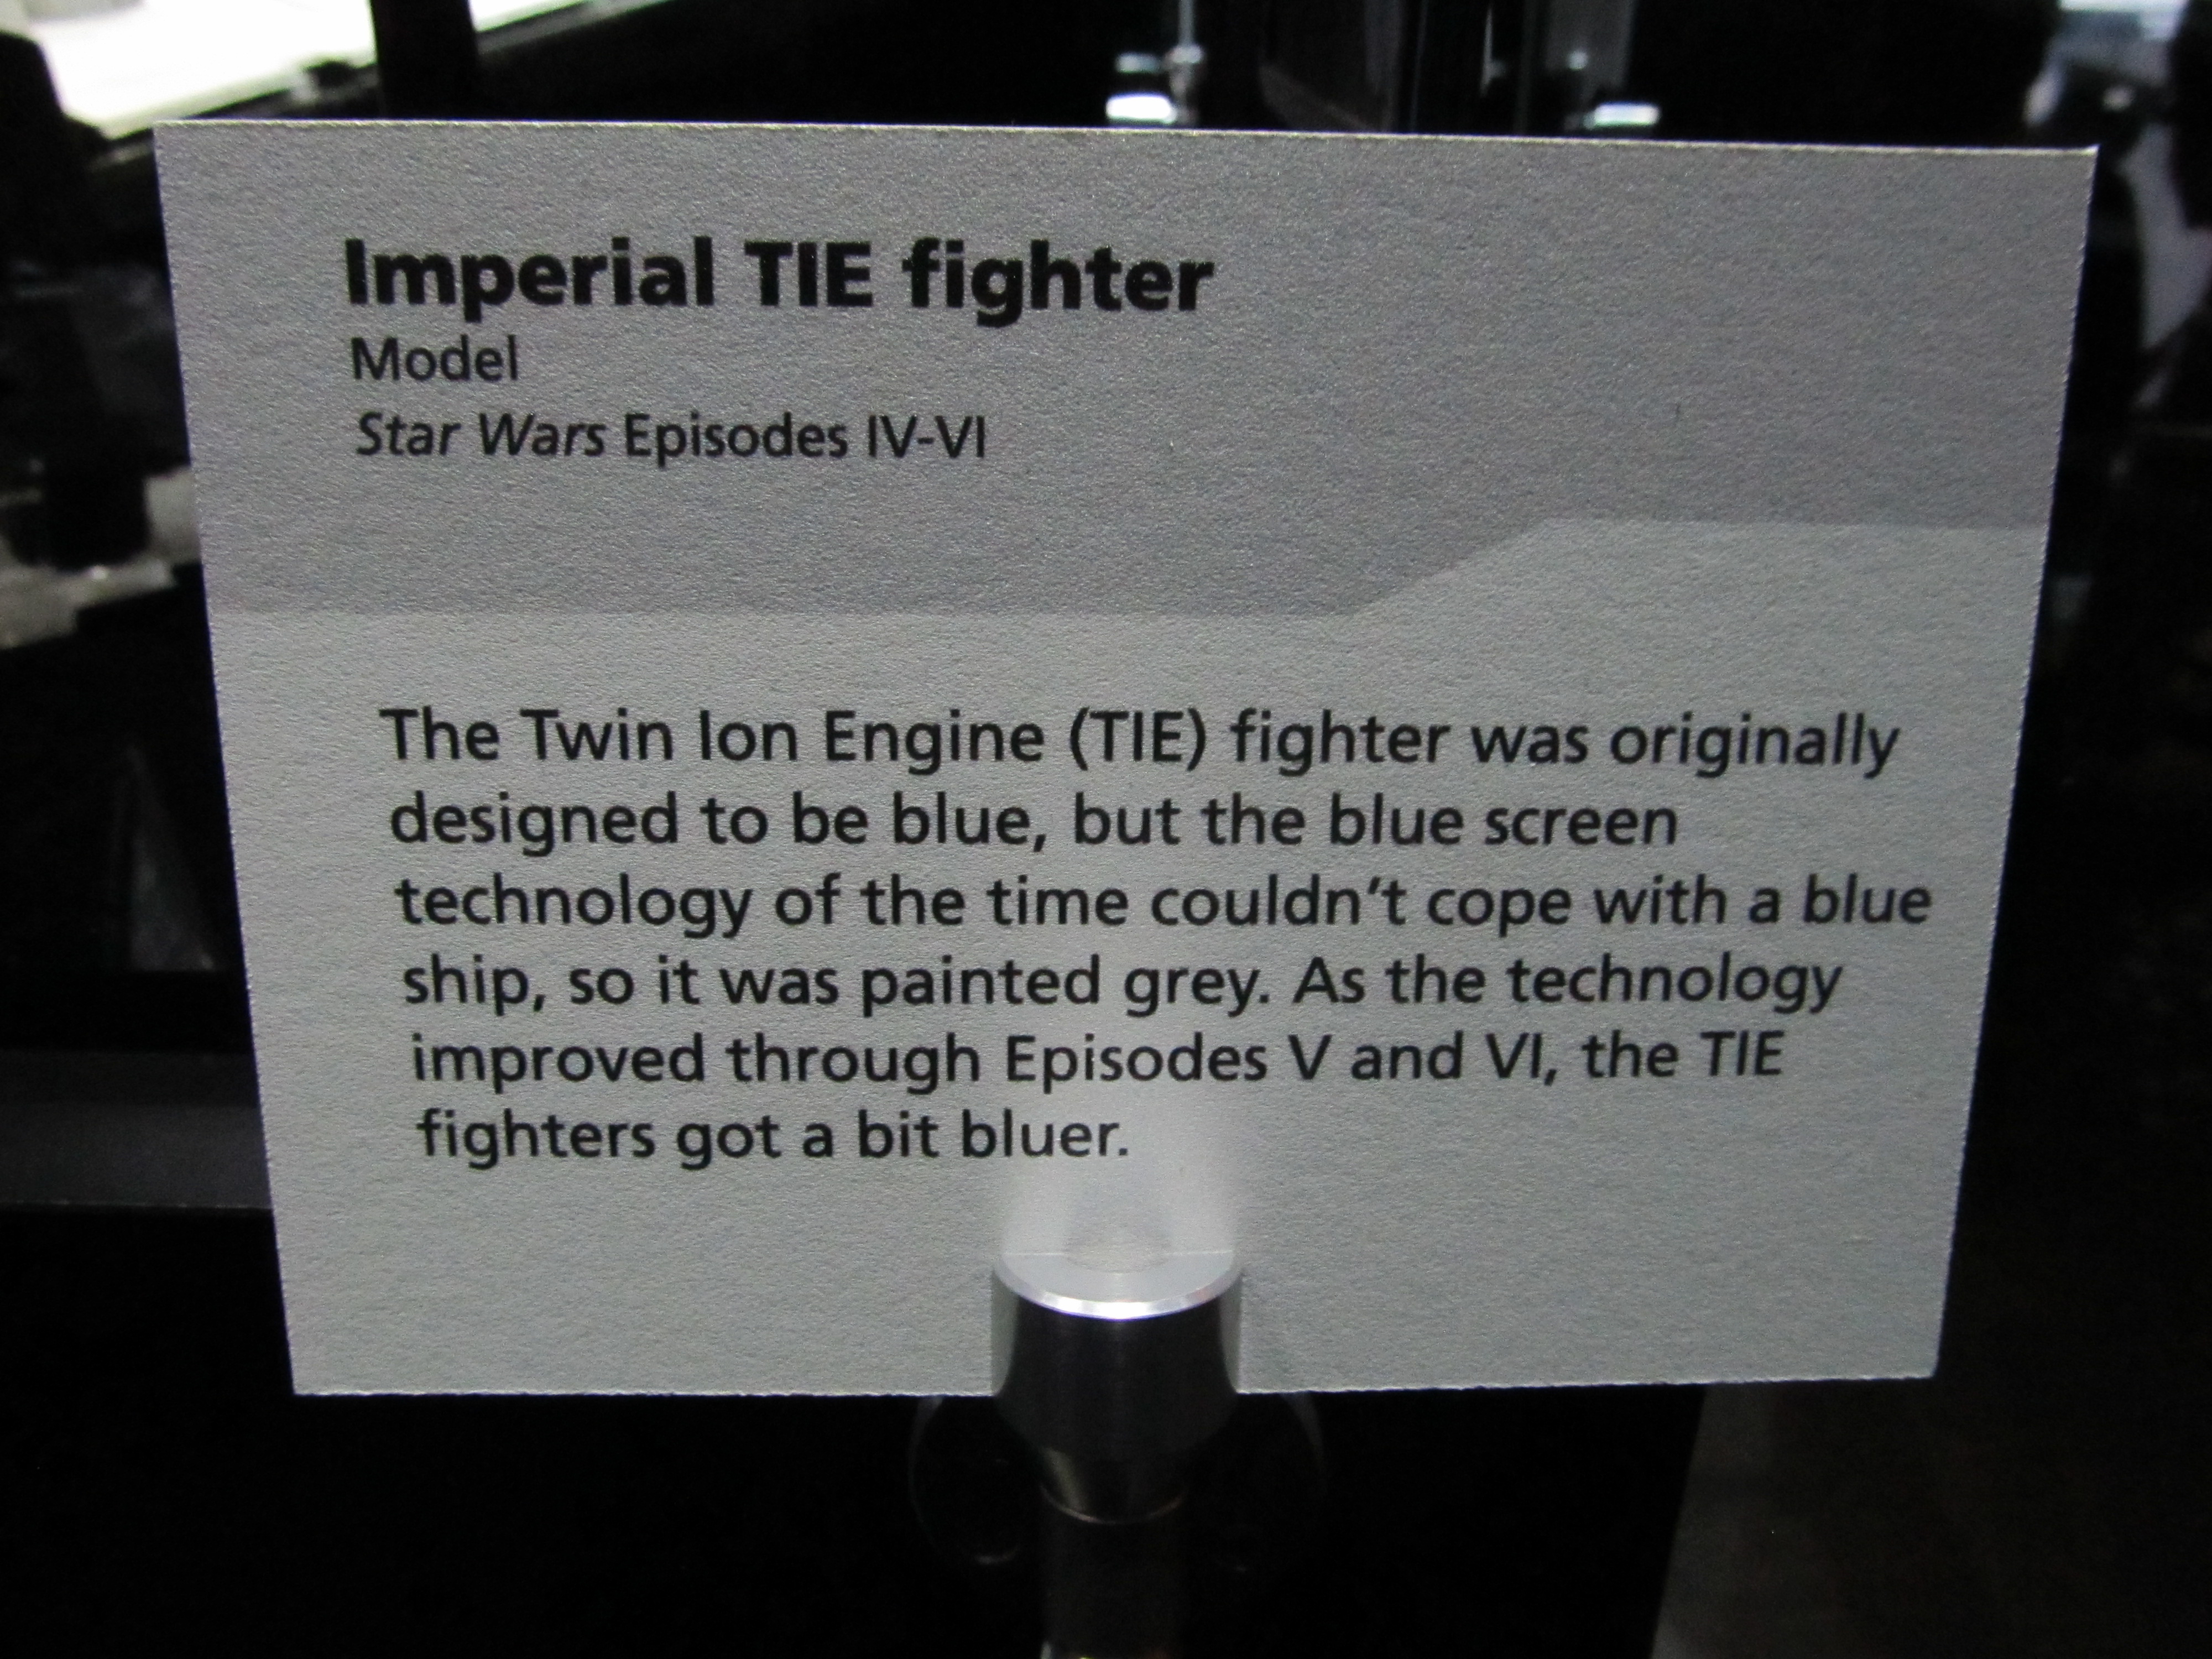 Imperial TIE fighter
Model
Star Wars Episodes IV-VI
The Twin Ion Engine (TIE) fighter was originally
designed to be blue, but the blue screen
technology of the time couldn't cope with a blue
ship, so it was painted grey. As the technology
improved through Episodes V and VI, the TIE
fighters got a bit bluer.